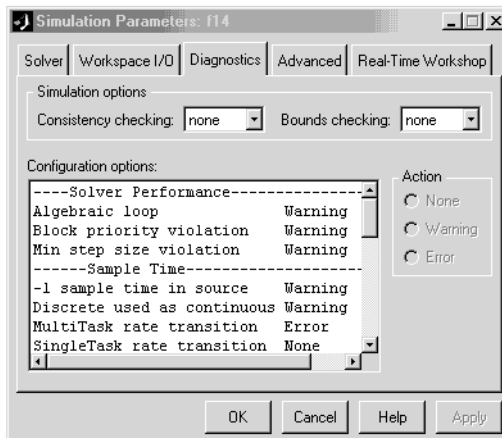 Simulation Parameters: f14
Solver Workspace I/O Diagnostics Advanced Real-Time Workshop
Simulation options
Consistency checking: none Bounds checking: none
Configuration options:
Action
----Solver Performance---------------
Algebraic loop Warning
Block priority violation Warning
Min step size violation Warning
------Sample Time--------------------
-1 sample time in source Warning
Discrete used as continuous Warning
MultiTask rate transition Error
SingleTask rate transition None
None
Warning
Error
OK Cancel Help Apply